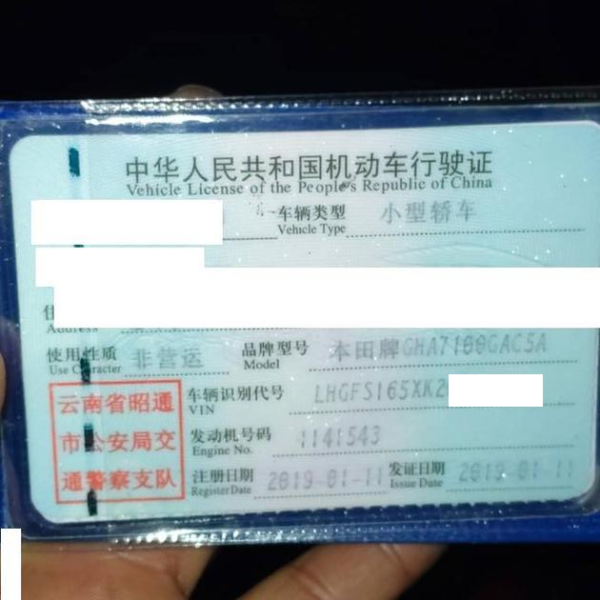 中华人民共和国机动车行驶证
Vehicle License of the People's Republic of China
车辆类型 小型轿车
Vehicle Type
住
Address
使用性质 非营运 品牌型号 本田牌GHA7180GAC5A
Use Character Model
云南省昭通
市公安局交
通警察支队
车辆识别代号 LHGFS165XK2
VIN
发动机号码 1141543
Engine No.
注册日期 2019-01-11 发证日期 2019-01-11
Register Date Issue Date